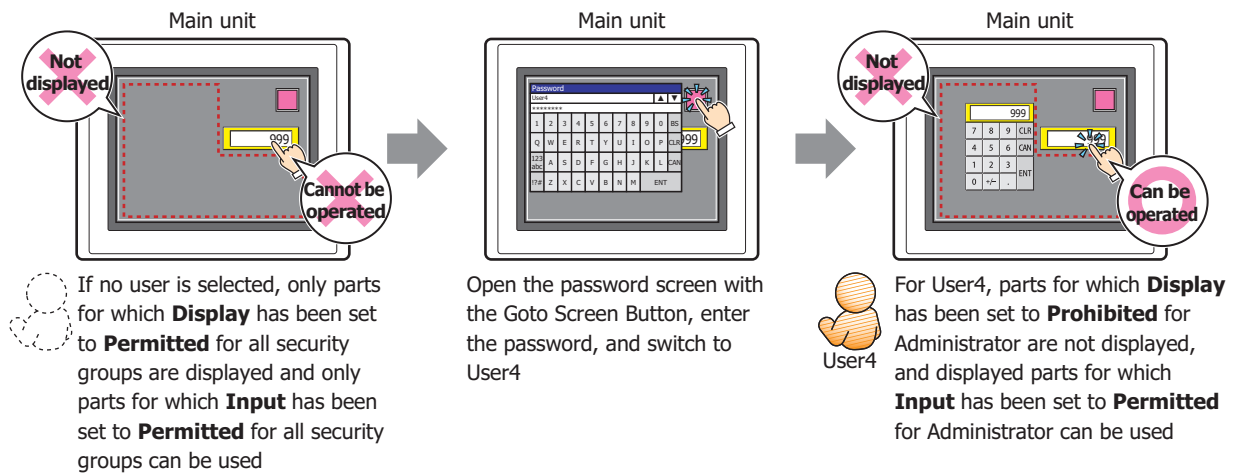 Main unit
Not
displayed
999
Cannot be
operated
If no user is selected, only parts
for which Display has been set
to Permitted for all security
groups are displayed and only
parts for which Input has been
set to Permitted for all security
groups can be used
Main unit
Password
User4 ▲ ▼
********
1 2 3 4 5 6 7 8 9 0 BS
Q W E R T Y U I O P CLR
123 abc A S D F G H J K L CAN
!?# Z X C V B N M ENT
999
Open the password screen with
the Goto Screen Button, enter
the password, and switch to
User4
Main unit
Not
displayed
999
7 8 9 CLR
4 5 6 CAN
1 2 3 ENT
0 +/- .
999
Can be
operated
User4
For User4, parts for which Display
has been set to Prohibited for
Administrator are not displayed,
and displayed parts for which
Input has been set to Permitted
for Administrator can be used